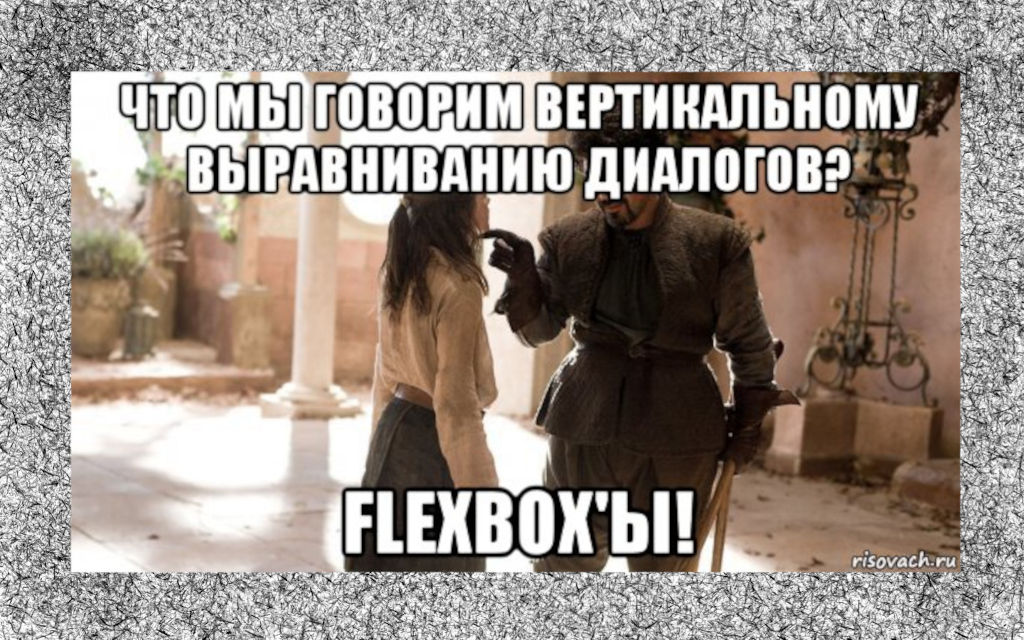 ЧТО МЫ ГОВОРИМ ВЕРТИКАЛЬНОМУ
ВЫРАВНИВАНИЮ ДИАЛОГОВ?
FLEXBOX'Ы!
risovach.ru